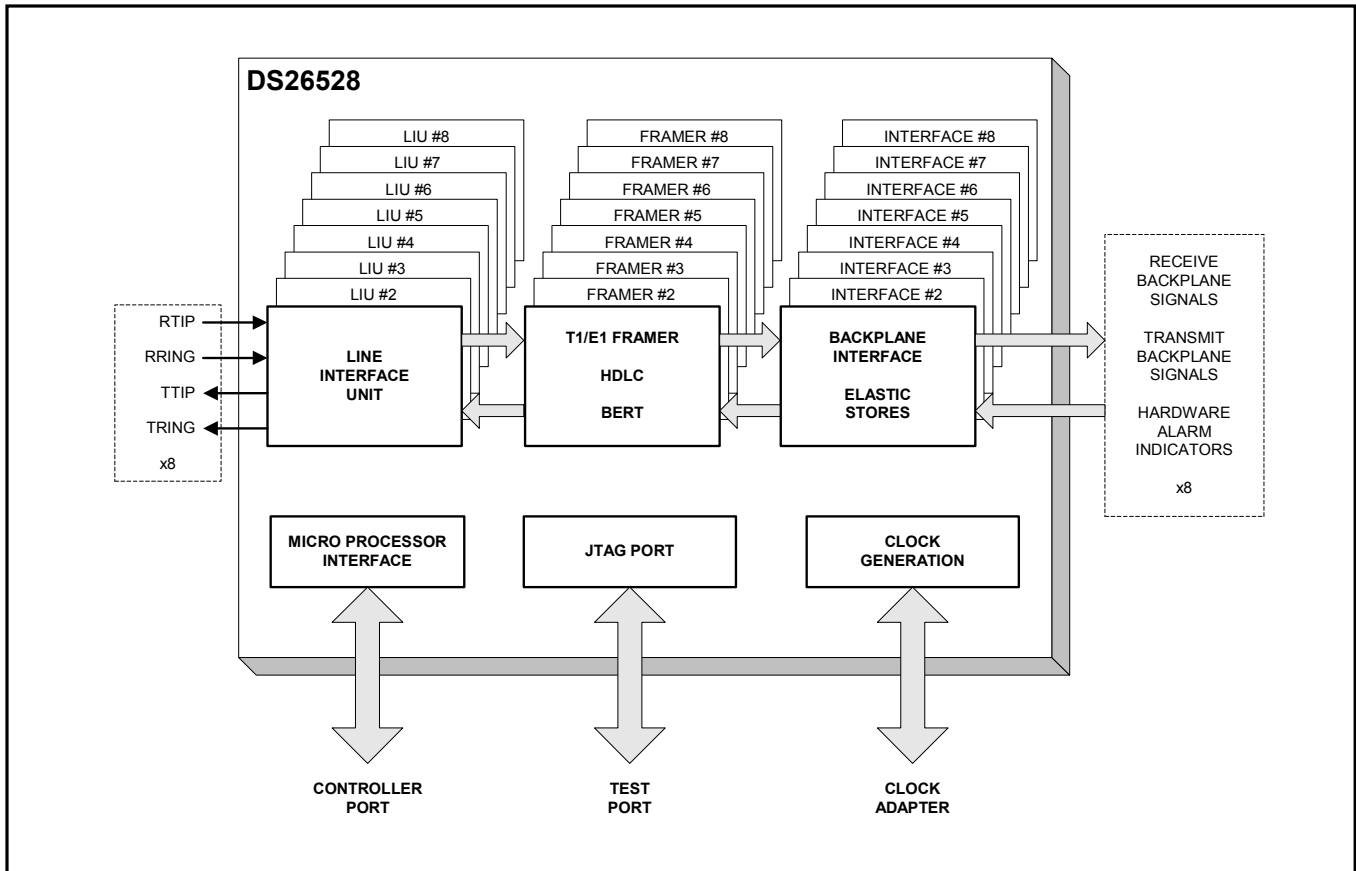 DS26528
LIU #8
LIU #7
LIU #6
LIU #5
LIU #4
LIU #3
LIU #2
LINE
INTERFACE
UNIT
FRAMER #8
FRAMER #7
FRAMER #6
FRAMER #5
FRAMER #4
FRAMER #3
FRAMER #2
T1/E1 FRAMER
HDLC
BERT
INTERFACE #8
INTERFACE #7
INTERFACE #6
INTERFACE #5
INTERFACE #4
INTERFACE #3
INTERFACE #2
BACKPLANE
INTERFACE
ELASTIC
STORES
RTIP
RRING
TTIP
TRING
x8
RECEIVE
BACKPLANE
SIGNALS
TRANSMIT
BACKPLANE
SIGNALS
HARDWARE
ALARM
INDICATORS
x8
MICRO PROCESSOR
INTERFACE
JTAG PORT
CLOCK
GENERATION
CONTROLLER
PORT
TEST
PORT
CLOCK
ADAPTER